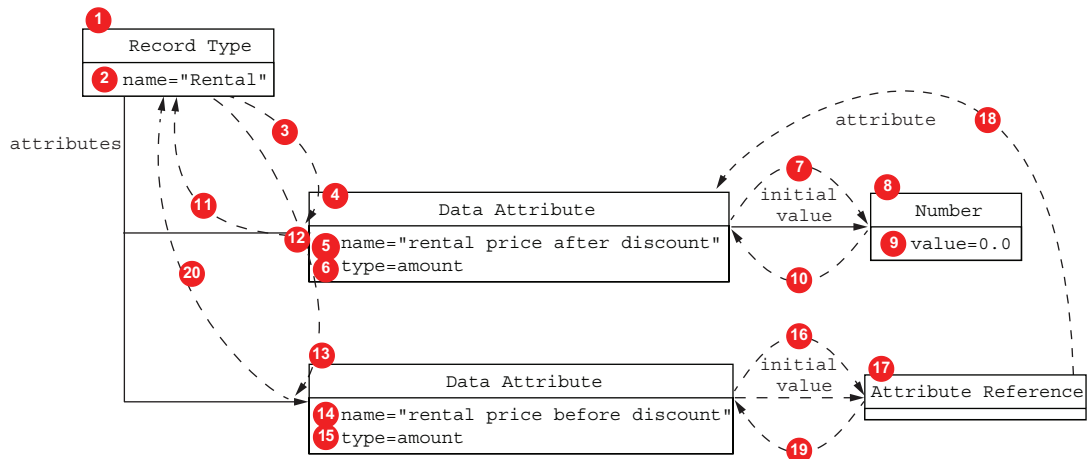 1
Record Type
2 name="Rental"
attributes
3
18
attribute
11
4
Data Attribute
12
5 name="rental price after discount"
6 type=amount
7
initial
value
8
Number
9 value=0.0
10
20
13
Data Attribute
14 name="rental price before discount"
15 type=amount
16
initial
value
17
Attribute Reference
19